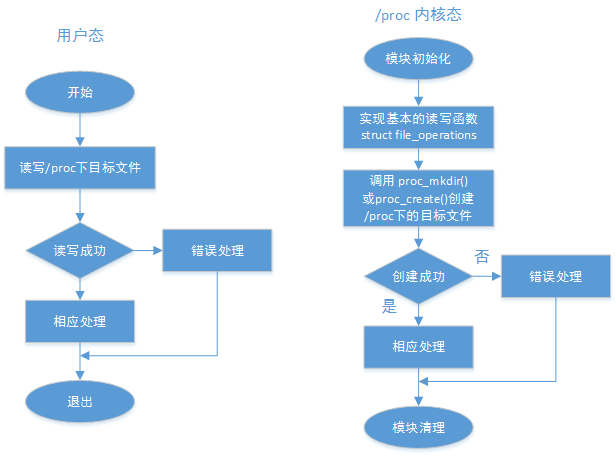 用户态
开始
读写/proc下目标文件
读写成功
错误处理
相应处理
退出
/proc 内核态
模块初始化
实现基本的读写函数
struct file_operations
调用 proc_mkdir()
或proc_create()创建
/proc下的目标文件
创建成功
否
错误处理
是
相应处理
模块清理